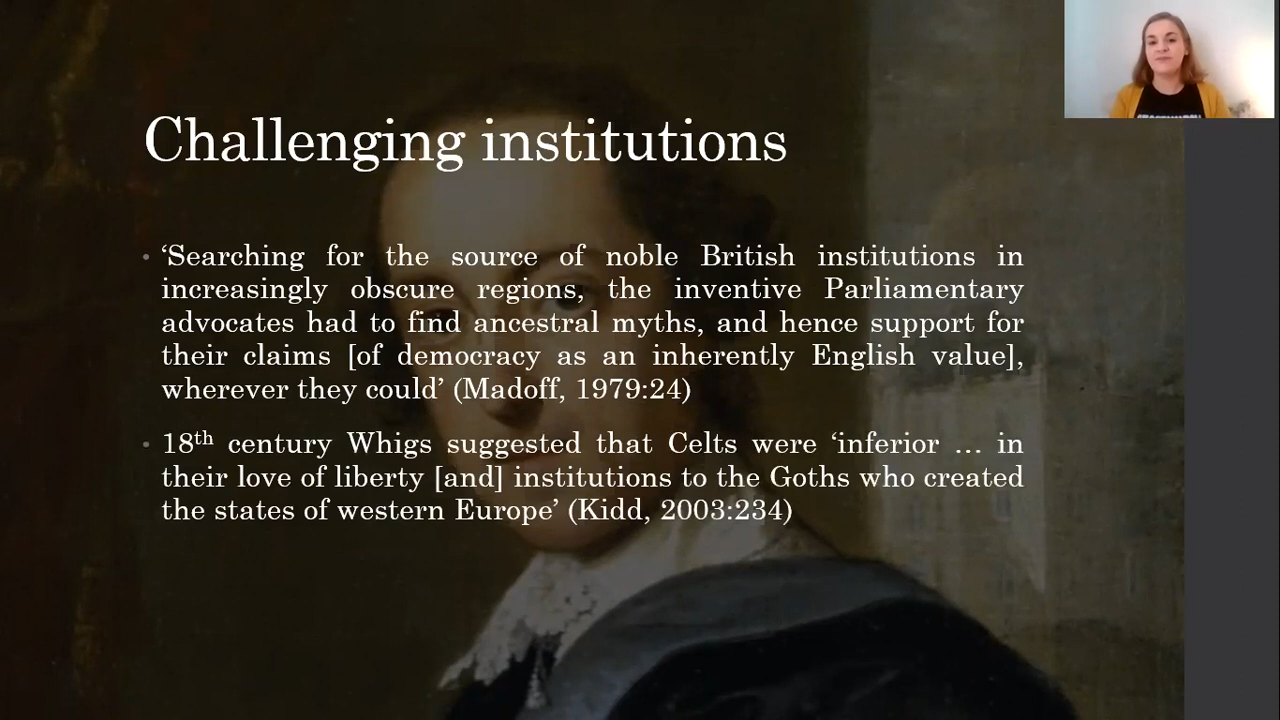 Challenging institutions
• ‘Searching for the source of noble British institutions in
increasingly obscure regions, the inventive Parliamentary
advocates had to find ancestral myths, and hence support for
their claims [of democracy as an inherently English value],
wherever they could’ (Madoff, 1979:24)
• 18th century Whigs suggested that Celts were ‘inferior … in
their love of liberty [and] institutions to the Goths who created
the states of western Europe’ (Kidd, 2003:234)